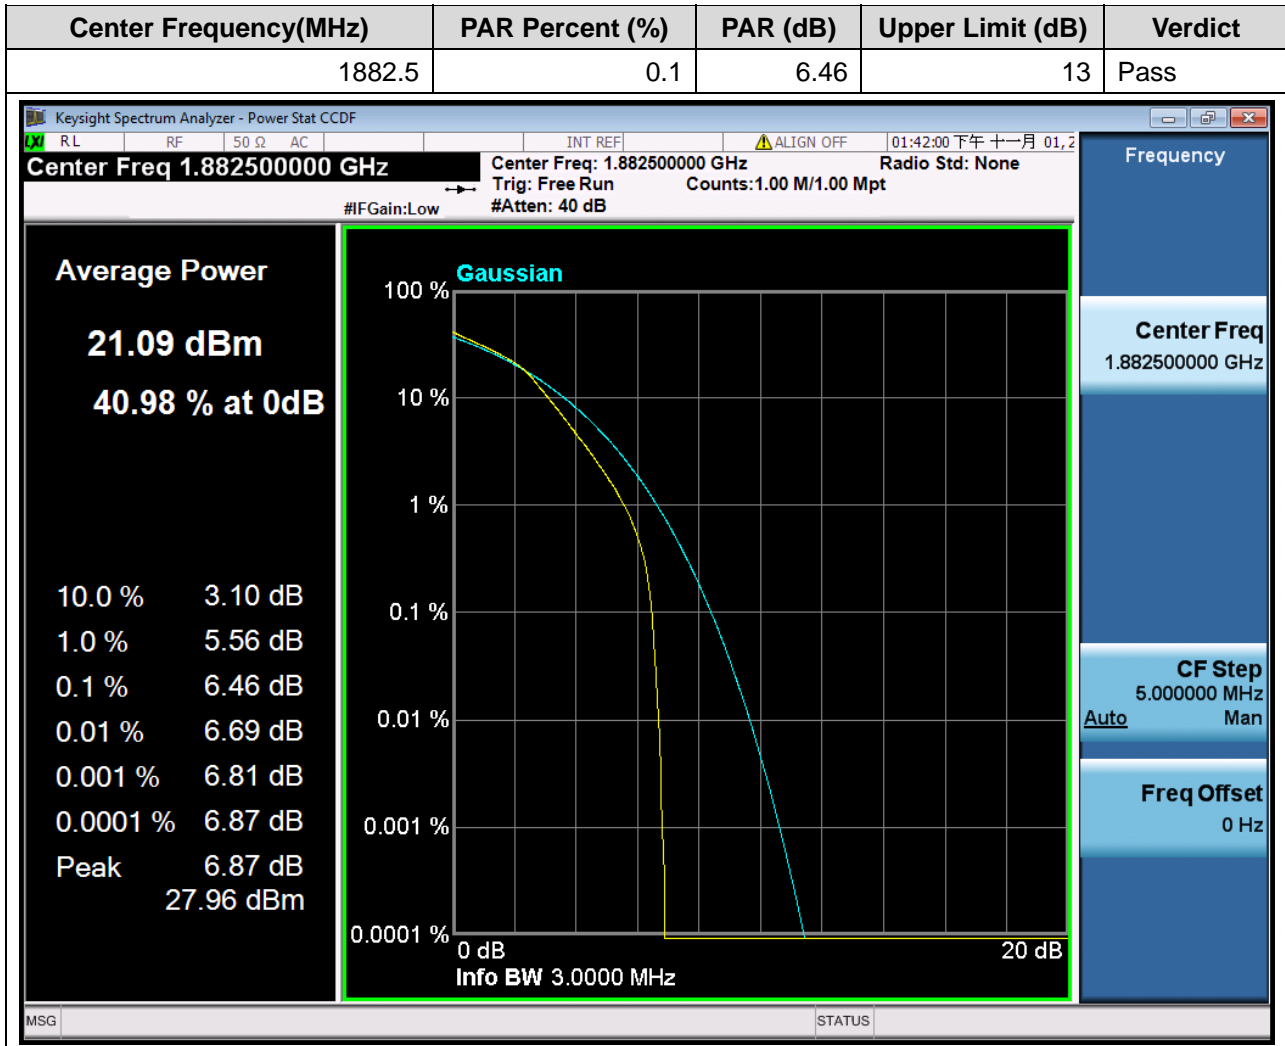 Center Frequency(MHz) PAR Percent (%) PAR (dB) Upper Limit (dB) Verdict
1882.5 0.1 6.46 13 Pass
Keysight Spectrum Analyzer - Power Stat CCDF
LXI RL RF 50 Ω AC INT REF ALIGN OFF 01:42:00 下午 十一月 01, 2
Center Freq 1.882500000 GHz
#IFGain:Low
Center Freq: 1.882500000 GHz Radio Std: None
Trig: Free Run Counts:1.00 M/1.00 Mpt
#Atten: 40 dB
Average Power
21.09 dBm
40.98 % at 0dB
10.0 % 3.10 dB
1.0 % 5.56 dB
0.1 % 6.46 dB
0.01 % 6.69 dB
0.001 % 6.81 dB
0.0001 % 6.87 dB
Peak 6.87 dB
27.96 dBm
Gaussian
100 %
10 %
1 %
0.1 %
0.01 %
0.001 %
0.0001 %
0 dB 20 dB
Info BW 3.0000 MHz
Frequency
Center Freq
1.882500000 GHz
CF Step
5.000000 MHz
Auto Man
Freq Offset
0 Hz
MSG STATUS